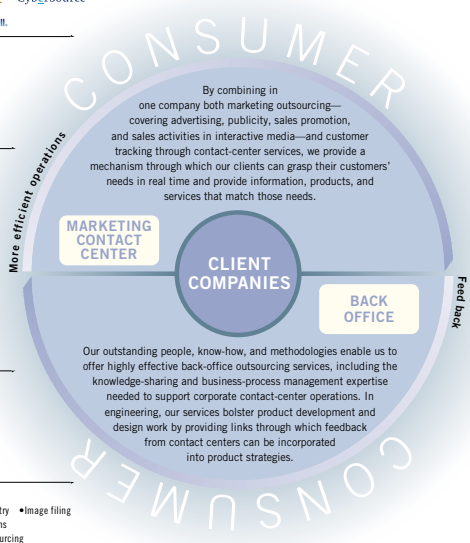 Cybersource
CONSUMER
By combining in
one company both marketing outsourcing—
covering advertising, publicity, sales promotion,
and sales activities in interactive media—and customer
tracking through contact-center services, we provide a
mechanism through which our clients can grasp their customers'
needs in real time and provide information, products, and
services that match those needs.
More efficient operations
MARKETING
CONTACT
CENTER
CLIENT
COMPANIES
BACK
OFFICE
Feed back
Our outstanding people, know-how, and methodologies enable us to
offer highly effective back-office outsourcing services, including the
knowledge-sharing and business-process management expertise
needed to support corporate contact-center operations. In
engineering, our services bolster product development and
design work by providing links through which feedback
from contact centers can be incorporated
into product strategies.
CONSUMER
•Image filing